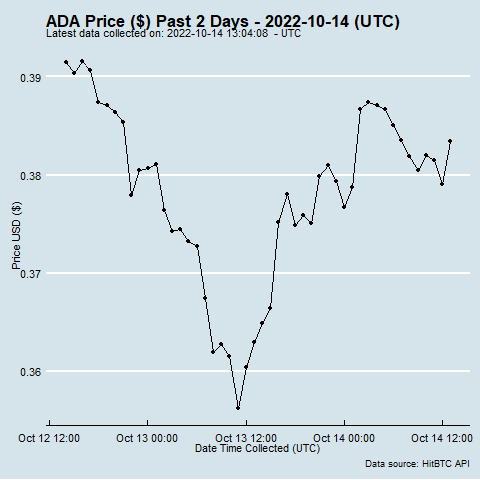 ADA Price ($) Past 2 Days - 2022-10-14 (UTC)
Latest data collected on: 2022-10-14 13:04:08 - UTC
Price USD ($)
0.39
0.38
0.37
0.36
Oct 12 12:00 Oct 13 00:00 Oct 13 12:00 Oct 14 00:00 Oct 14 12:00
Date Time Collected (UTC)
Data source: HitBTC API